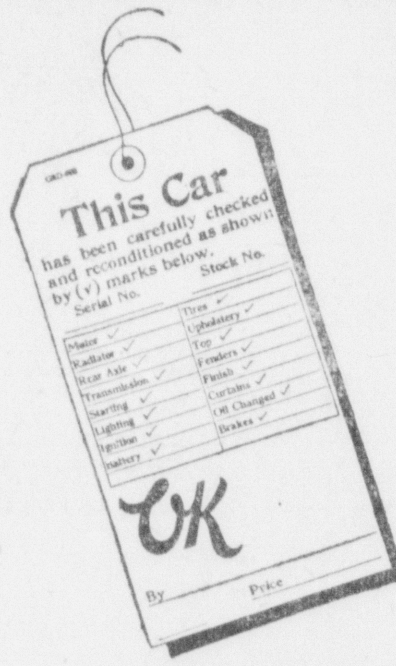 This Car
has been carefully checked
and reconditioned as shown
by (√) marks below.
Serial No. Stock No.
Motor ✓ Tires ✓
Radiator ✓ Upholstery ✓
Rear Axle ✓ Top ✓
Transmission ✓ Fenders ✓
Starting ✓ Finish ✓
Lighting ✓ Curtains ✓
Ignition ✓ Oil Changed ✓
Battery ✓ Brakes ✓
OK
By Price